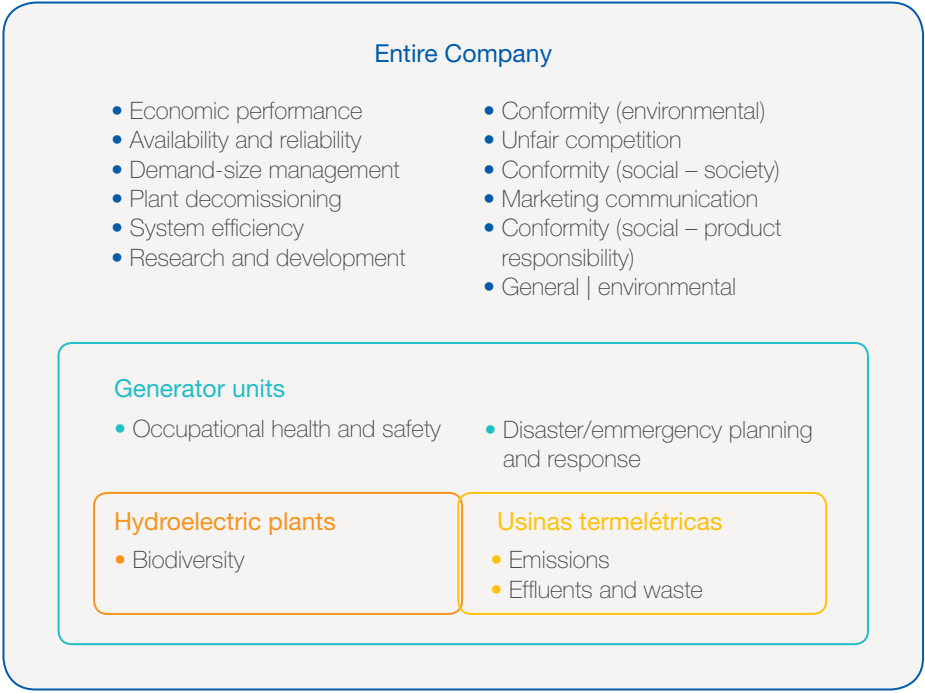 Entire Company
• Economic performance
• Availability and reliability
• Demand-size management
• Plant decomissioning
• System efficiency
• Research and development
• Conformity (environmental)
• Unfair competition
• Conformity (social – society)
• Marketing communication
• Conformity (social – product
responsibility)
• General | environmental
Generator units
• Occupational health and safety
• Disaster/emmergency planning
and response
Hydroelectric plants
• Biodiversity
Usinas termelétricas
• Emissions
• Effluents and waste